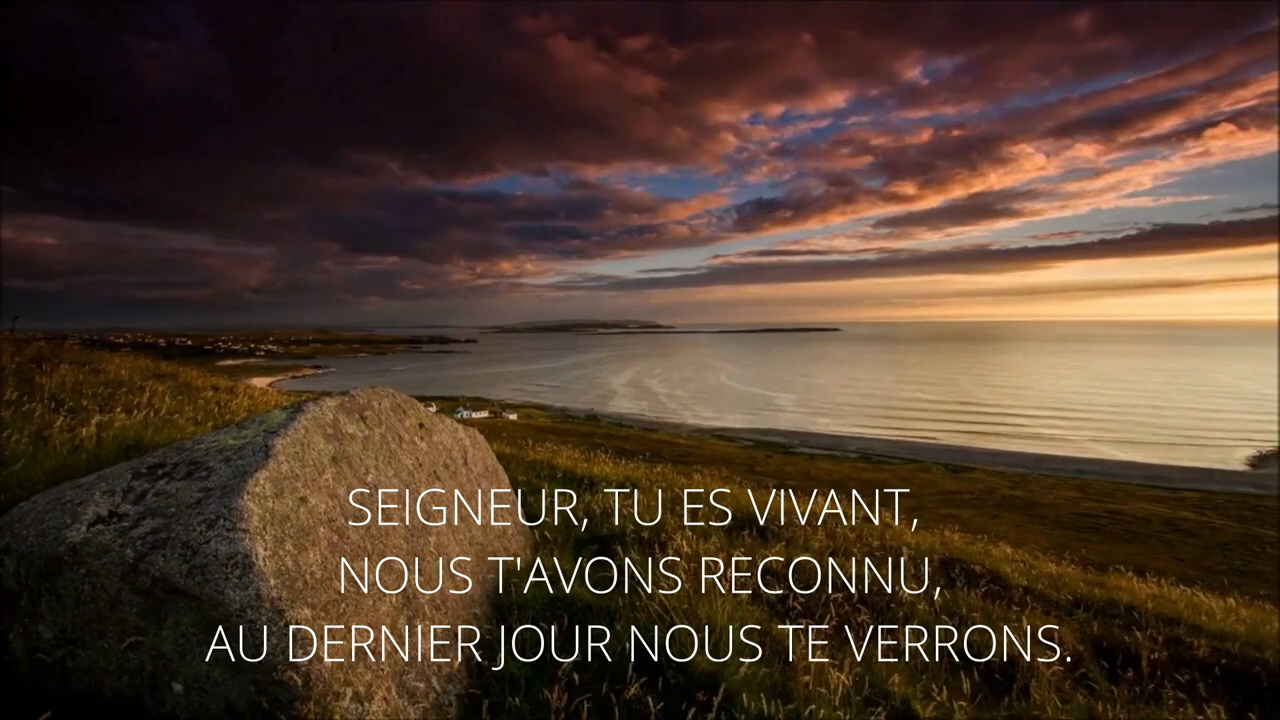 SEIGNEUR, TU ES VIVANT,
NOUS T'AVONS RECONNU,
AU DERNIER JOUR NOUS TE VERRONS.